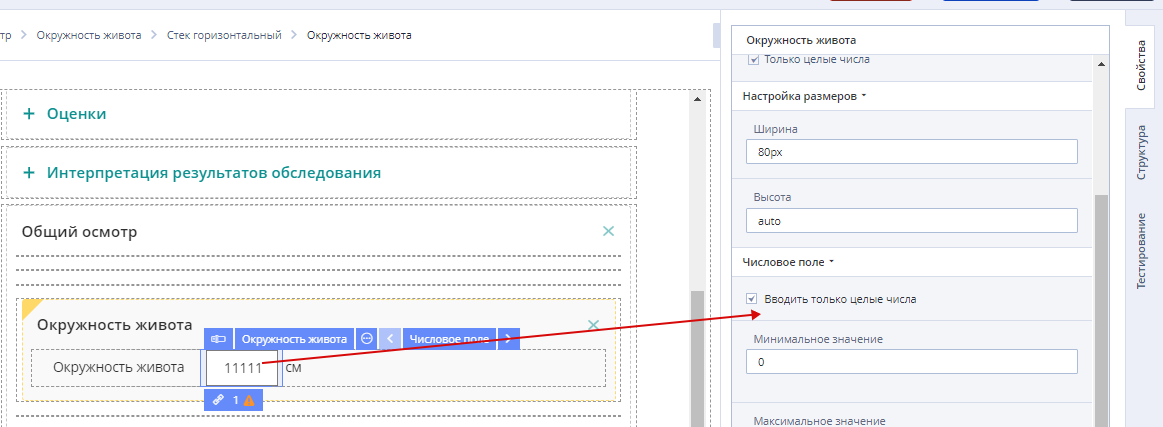 тр > Окружность живота > Стек горизонтальный > Окружность живота
+ Оценки
+ Интерпретация результатов обследования
Общий осмотр
Окружность живота
Окружность живота
Числовое поле
Окружность живота
11111
см
1
Окружность живота
Только целые числа
Настройка размеров
Ширина
80px
Высота
auto
Числовое поле
Вводить только целые числа
Минимальное значение
0
Максимальное значение
Свойства
Структура
Тестирование